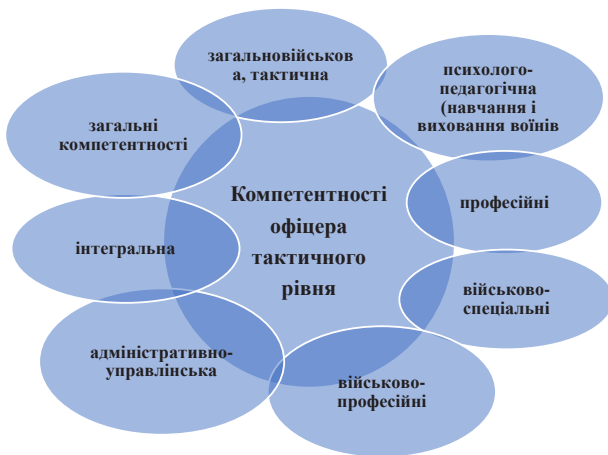 загальновійськов
а, тактична
психолого-
педагогічна
(навчання і
виховання воїнів
загальні
компетентності
Компетентності
офіцера
тактичного
рівня
професійні
інтегральна
військово-
спеціальні
адміністративно-
управлінська
військово-
професійні